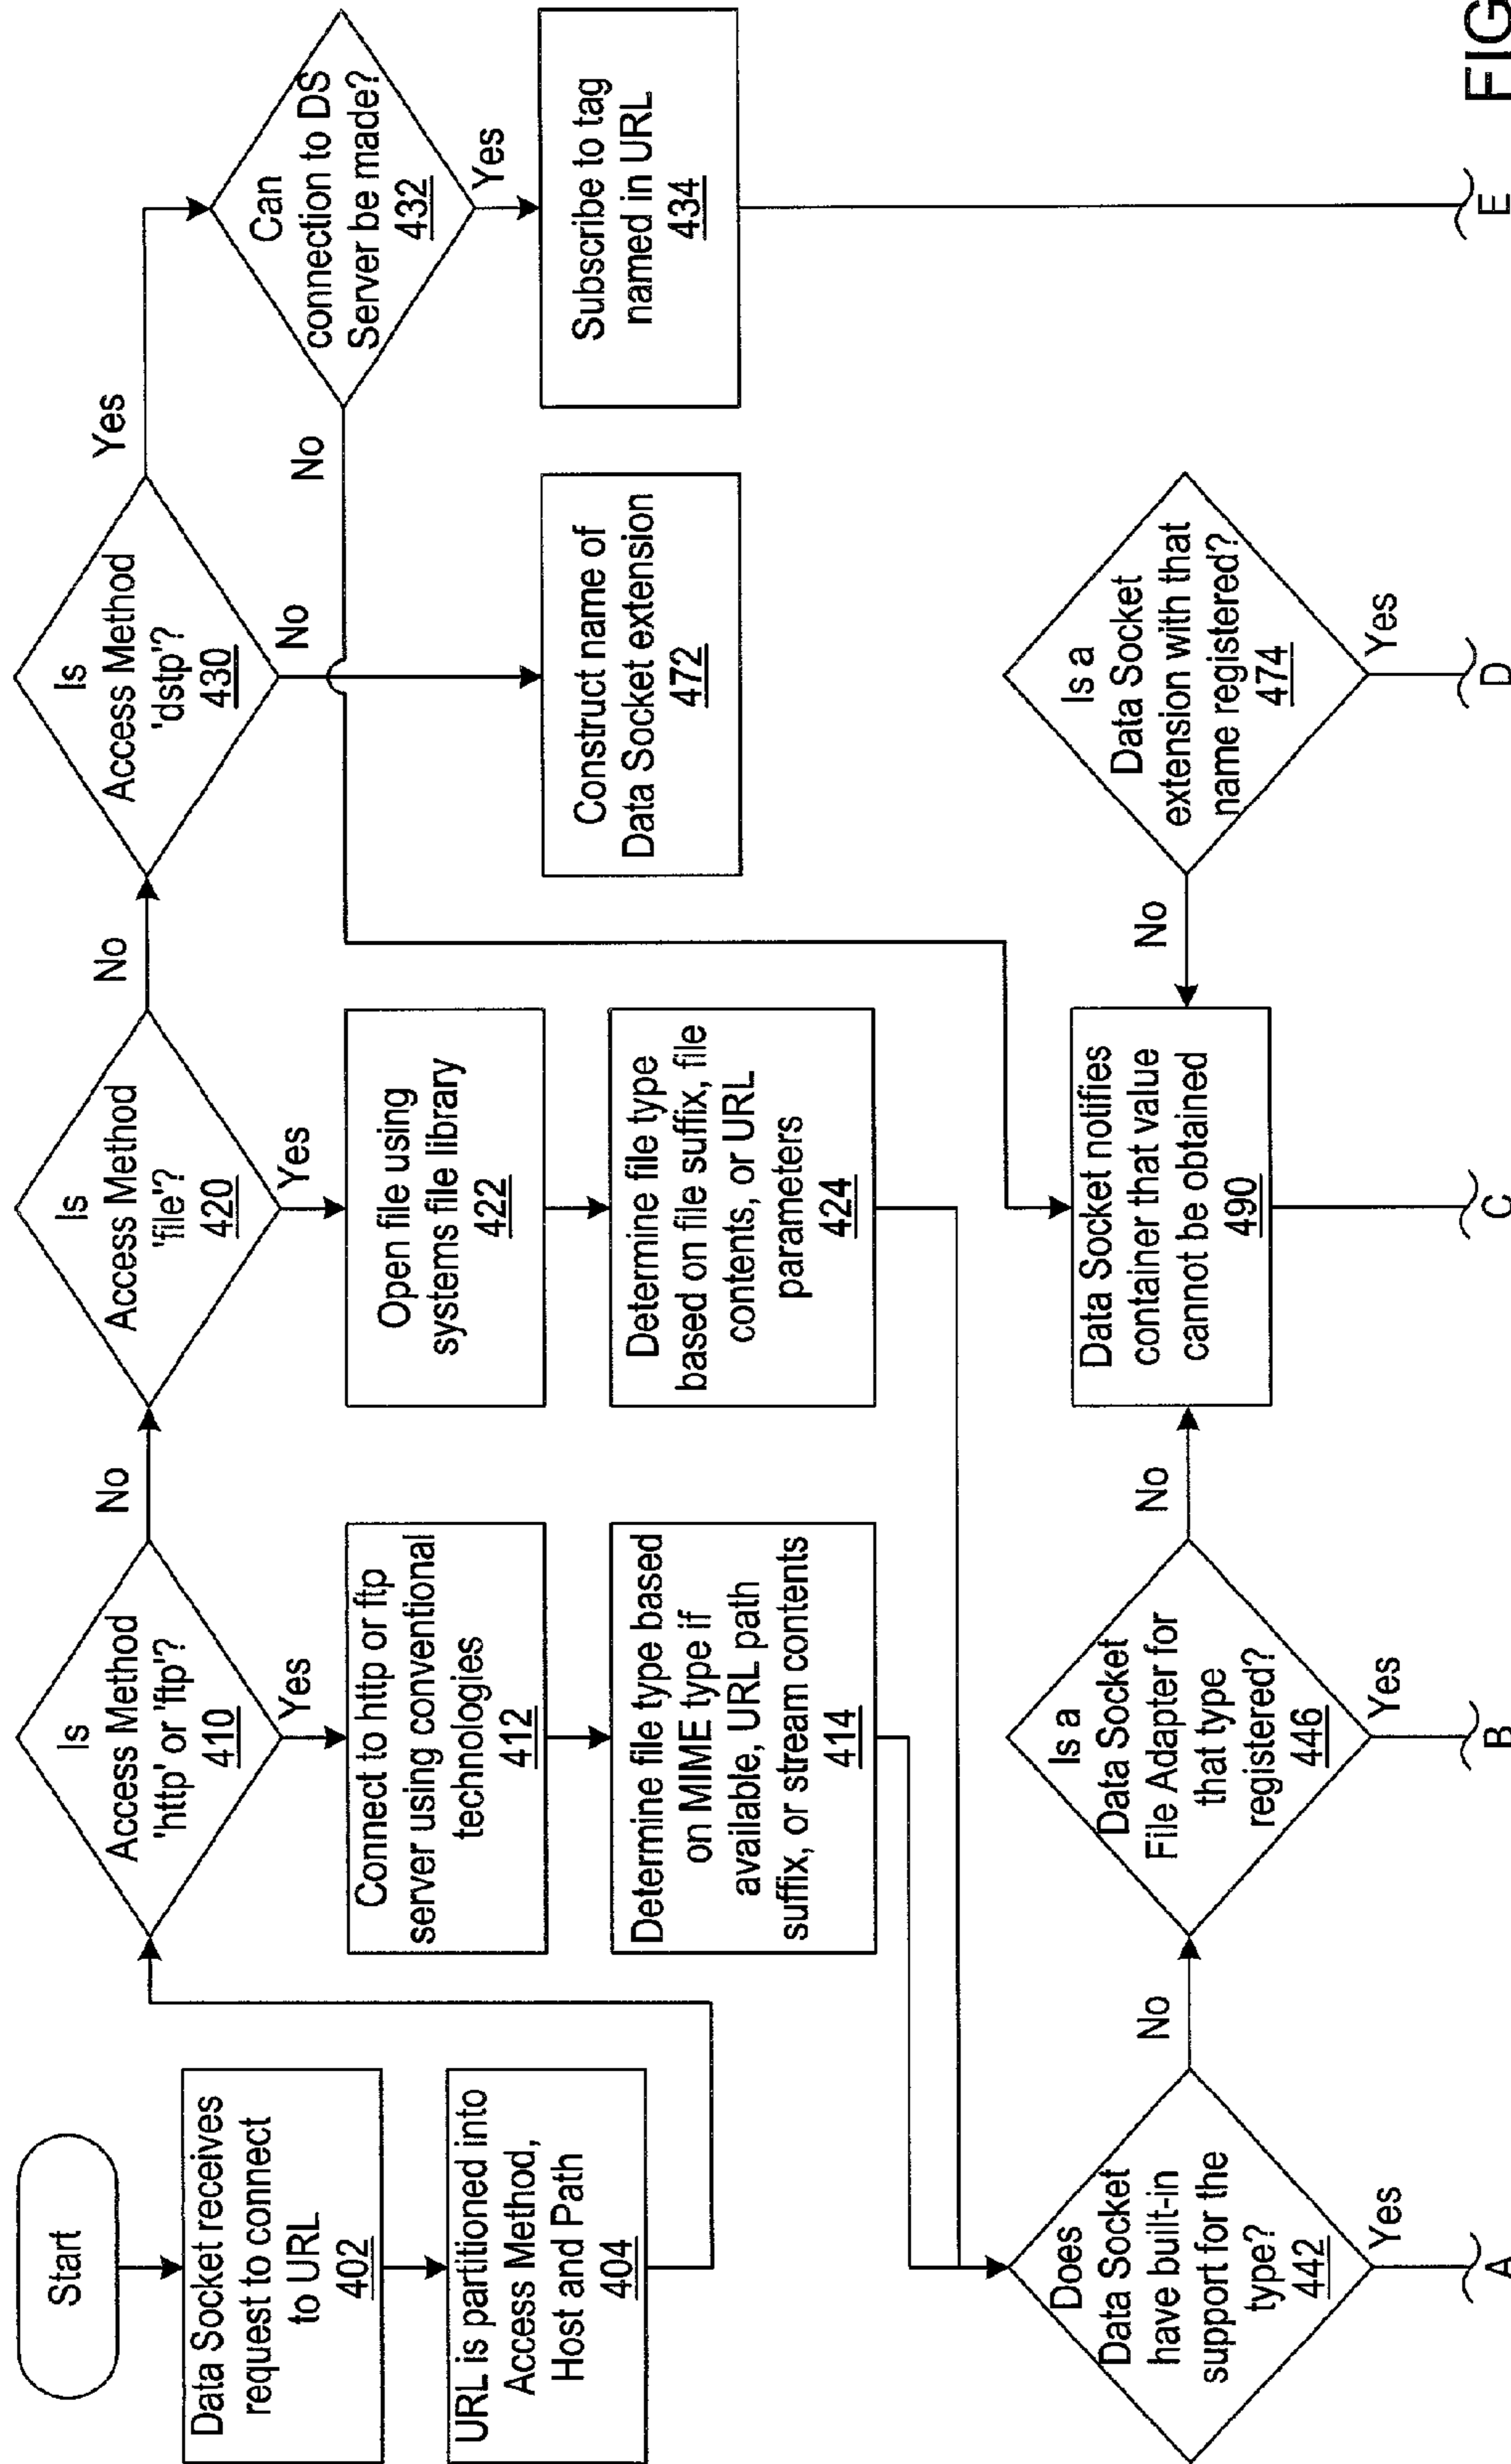 Start
Data Socket receives
request to connect
to URL
402
URL is partitioned into
Access Method,
Host and Path
404
Is
Access Method
'http' or 'ftp'?
410
No
Yes
Connect to http or ftp
server using conventional
technologies
412
Determine file type based
on MIME type if
available, URL path
suffix, or stream contents
414
Is
Access Method
'file'?
420
No
Yes
Open file using
systems file library
422
Determine file type
based on file suffix, file
contents, or URL
parameters
424
Is
Access Method
'dstp'?
430
Yes
No
Can
connection to DS
Server be made?
432
No
Yes
Subscribe to tag
named in URL
434
Construct name of
Data Socket extension
472
Does
Data Socket
have built-in
support for the
type?
442
No
Yes
Is a
Data Socket
File Adapter for
that type
registered?
446
No
Yes
Data Socket notifies
container that value
cannot be obtained
490
Is a
Data Socket
extension with that
name registered?
474
No
Yes
A
B
C
D
E
FIG